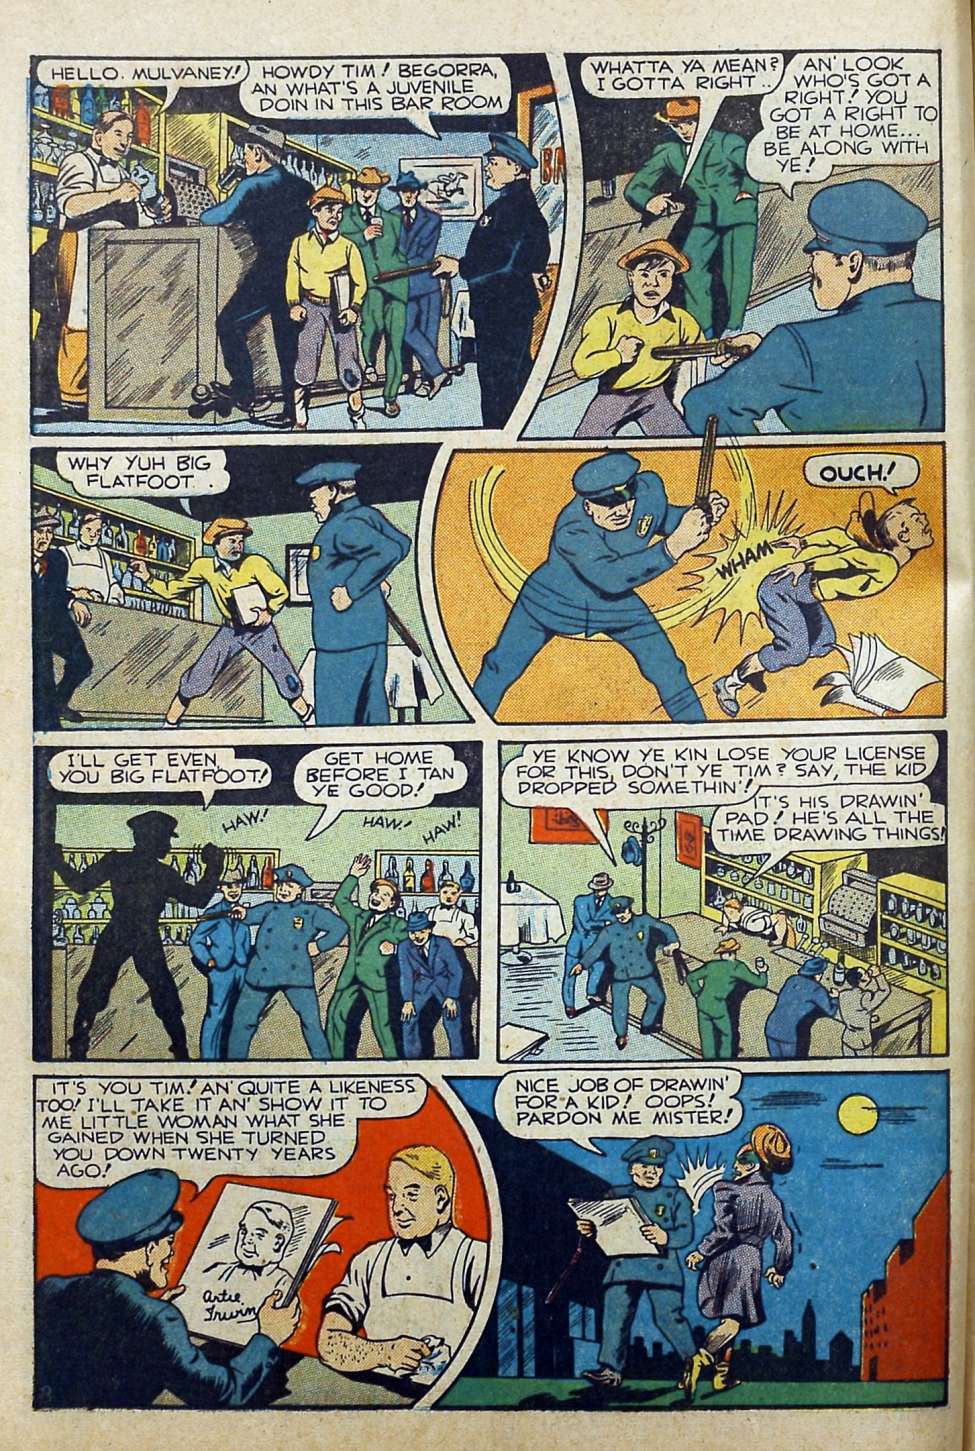 HELLO. MULVANEY!
HOWDY TIM! BEGORRA,
AN WHAT'S A JUVENILE
DOIN IN THIS BAR ROOM
BA
WHATTA YA MEAN?
I GOTTA RIGHT..
AN' LOOK
WHO'S GOT A
RIGHT! YOU
GOT A RIGHT TO
BE AT HOME...
BE ALONG WITH
YE!
WHY YUH BIG
FLATFOOT.
WHAM
OUCH!
I'LL GET EVEN,
YOU BIG FLATFOOT!
GET HOME
BEFORE I TAN
YE GOOD!
HAW!
HAW!
HAW!
YE KNOW YE KIN LOSE YOUR LICENSE
FOR THIS, DON'T YE TIM? SAY, THE KID
DROPPED SOMETHIN'!
IT'S HIS DRAWIN'
PAD! HE'S ALL THE
TIME DRAWING THINGS!
IT'S YOU TIM! AN' QUITE A LIKENESS
TOO! I'LL TAKE IT AN' SHOW IT TO
ME LITTLE WOMAN WHAT SHE
GAINED WHEN SHE TURNED
YOU DOWN TWENTY YEARS
AGO!
Artie
Irwin
NICE JOB OF DRAWIN'
FOR A KID! OOPS!
PARDON ME MISTER!